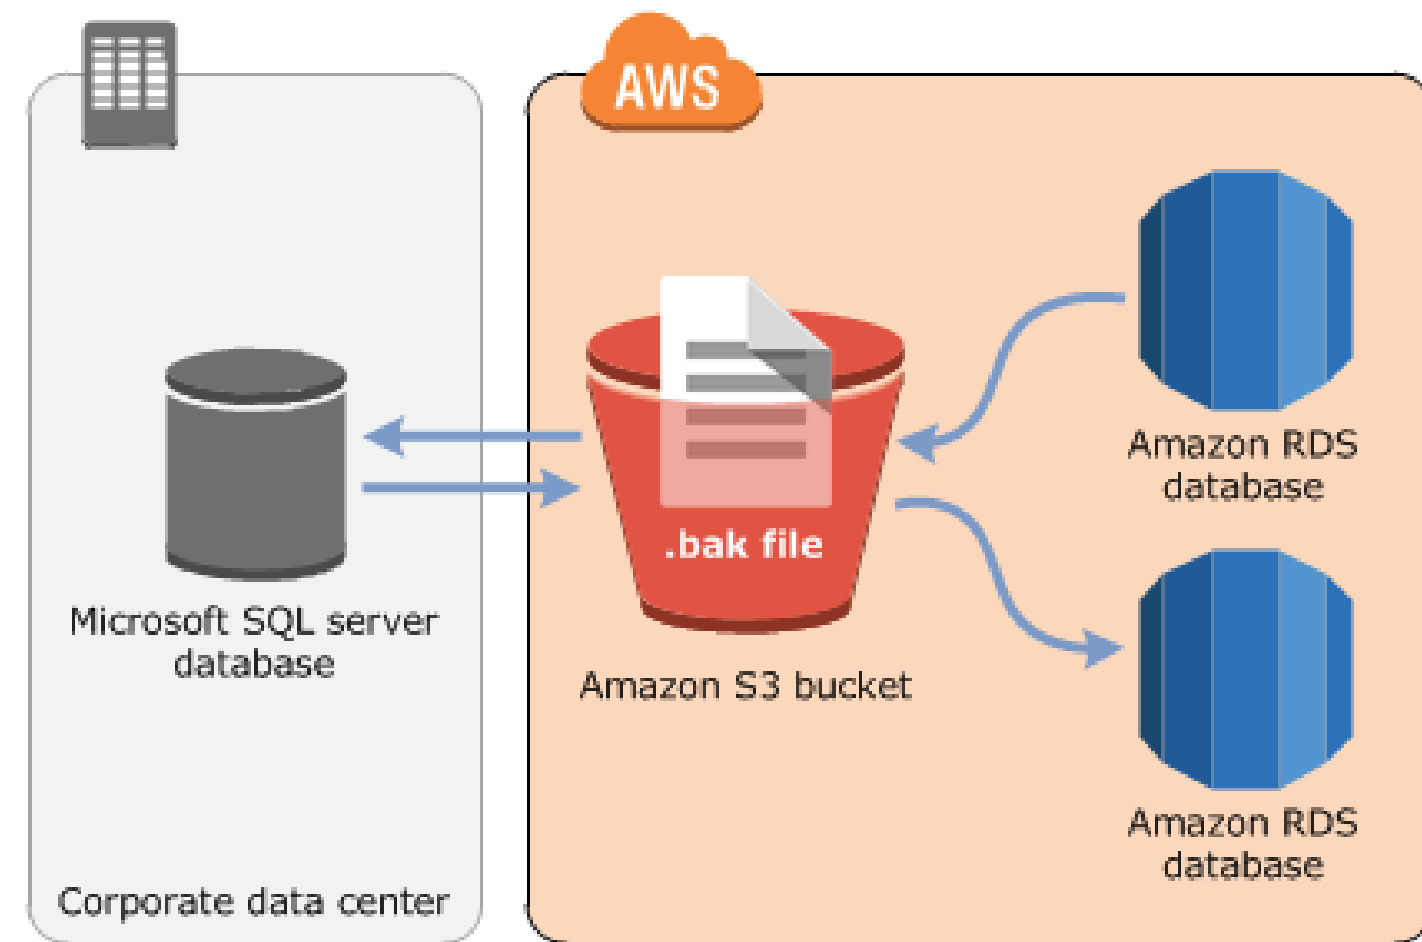 AWS
Amazon RDS
database
.bak file
Microsoft SQL server
database
Amazon S3 bucket
Amazon RDS
database
Corporate data center